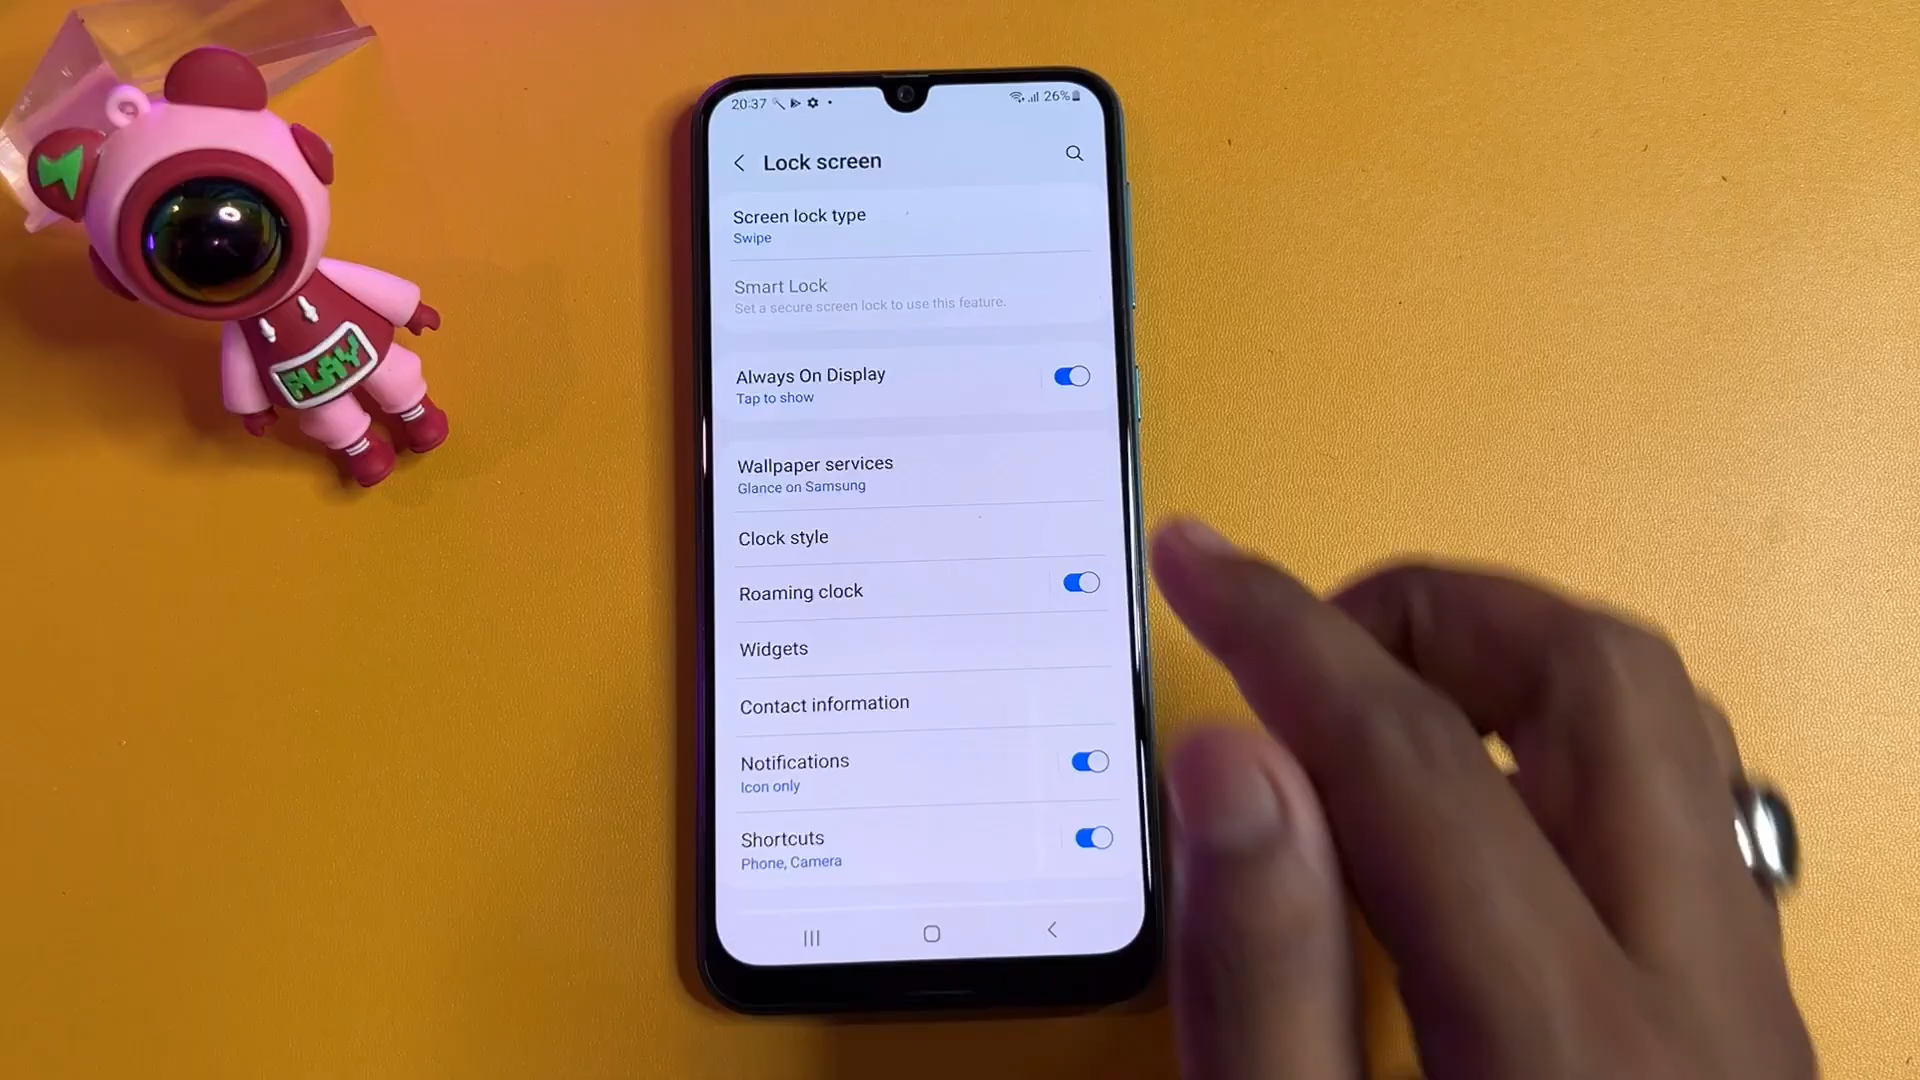 20:37
26%
Lock screen
Screen lock type
Swipe
Smart Lock
Set a secure screen lock to use this feature.
Always On Display
Tap to show
Wallpaper services
Glance on Samsung
Clock style
Roaming clock
Widgets
Contact information
Notifications
Icon only
Shortcuts
Phone, Camera
PLAY